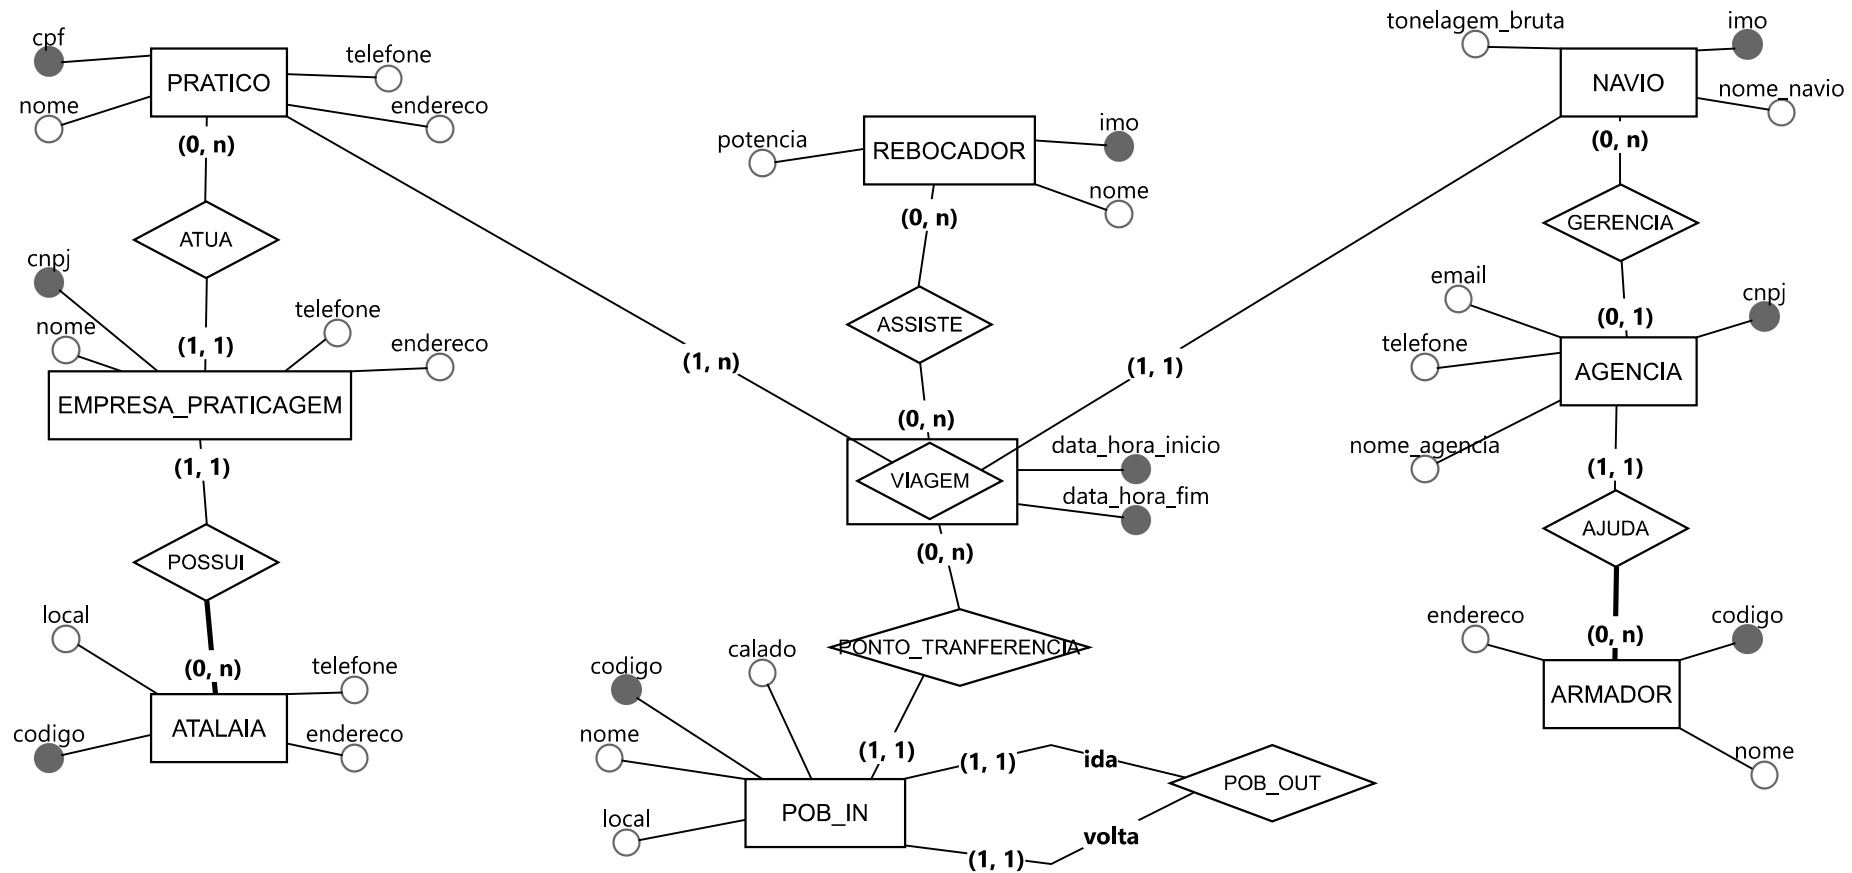 tonelagem_bruta
imo
cpf
telefone
PRATICO
NAVIO
nome_navio
nome
endereco
(0, n)
potencia
REBOCADOR
imo
nome
(0, n)
(0, n)
ATUA
GERENCIA
cnpj
email
cnpj
telefone
nome
endereco
ASSISTE
(0, 1)
(1, 1)
telefone
(1, n)
(1, 1)
AGENCIA
EMPRESA_PRATICAGEM
(0, n)
nome_agencia
(1, 1)
(1, 1)
data_hora_inicio
VIAGEM
data_hora_fim
AJUDA
(0, n)
POSSUI
local
endereco
codigo
(0, n)
PONTO_TRANFERENCIA
calado
codigo
(0, n)
telefone
ARMADOR
ATALAIA
codigo
endereco
nome
(1, 1)
nome
(1, 1)
ida
POB_OUT
POB_IN
local
volta
(1, 1)